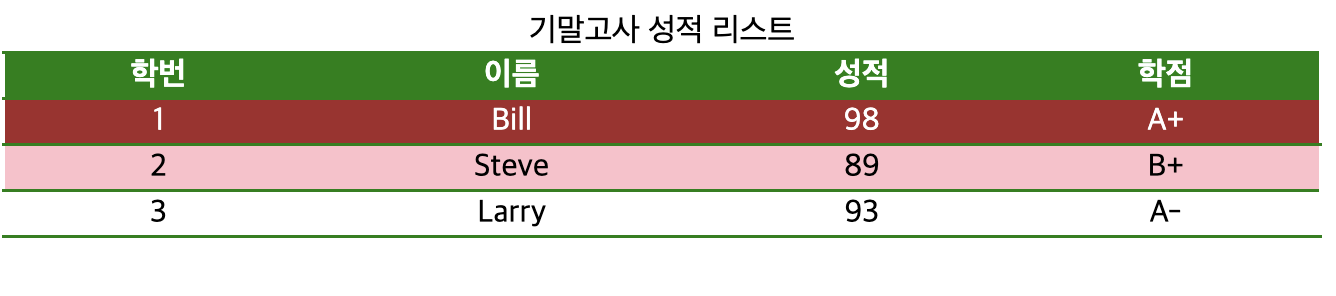 기말고사 성적 리스트
학번 이름 성적 학점
1 Bill 98 A+
2 Steve 89 B+
3 Larry 93 A-